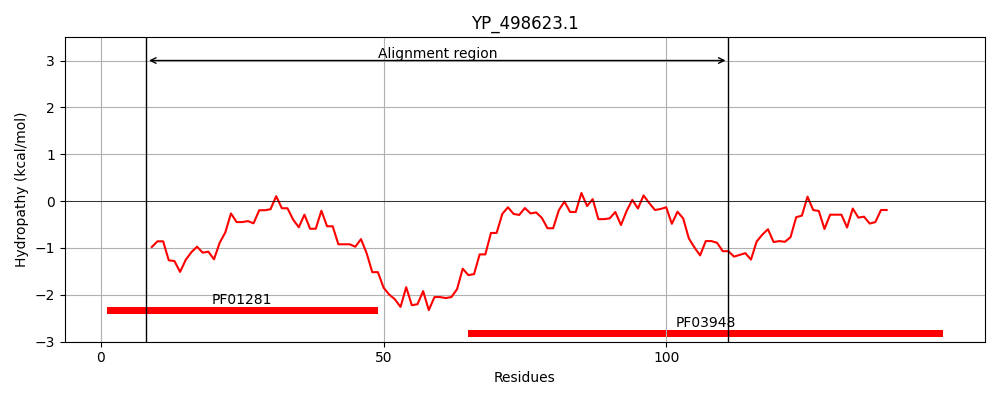 YP_498623.1
Alignment region
3
2
1
0
−1
−2
−3
Hydropathy (kcal/mol)
PF01281
PF03948
0
50
100
Residues